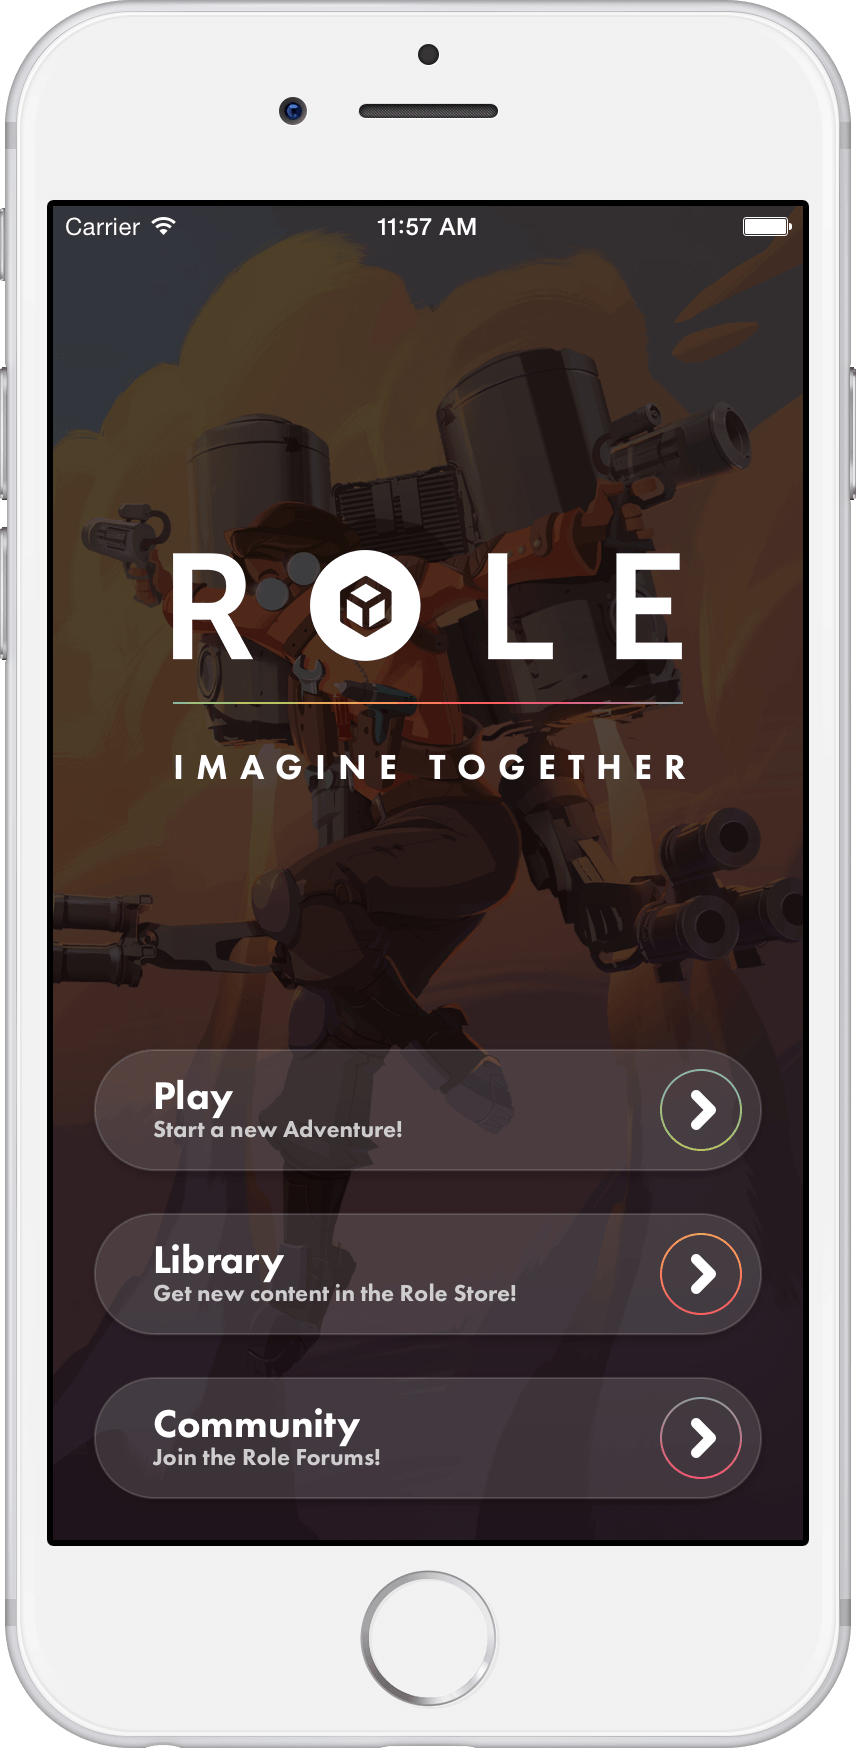 Carrier 11:57 AM
ROLE
IMAGINE TOGETHER
Play
Start a new Adventure!
Library
Get new content in the Role Store!
Community
Join the Role Forums!